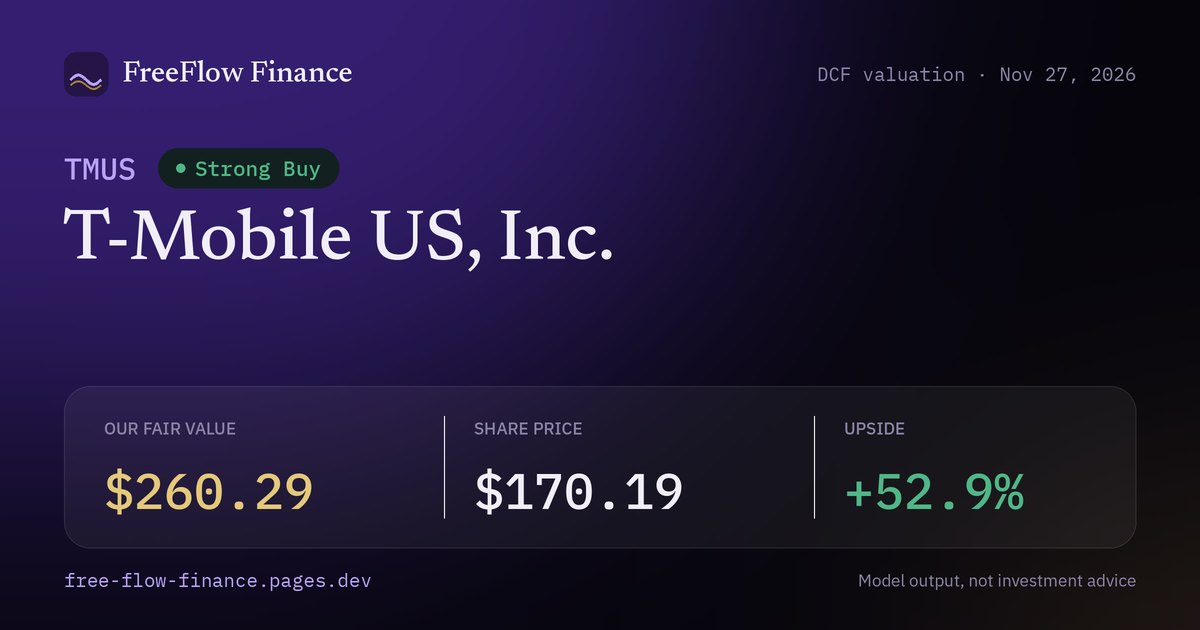 FreeFlow Finance
DCF valuation · Nov 27, 2026
TMUS
Strong Buy
T-Mobile US, Inc.
OUR FAIR VALUE
$260.29
SHARE PRICE
$170.19
UPSIDE
+52.9%
free-flow-finance.pages.dev
Model output, not investment advice